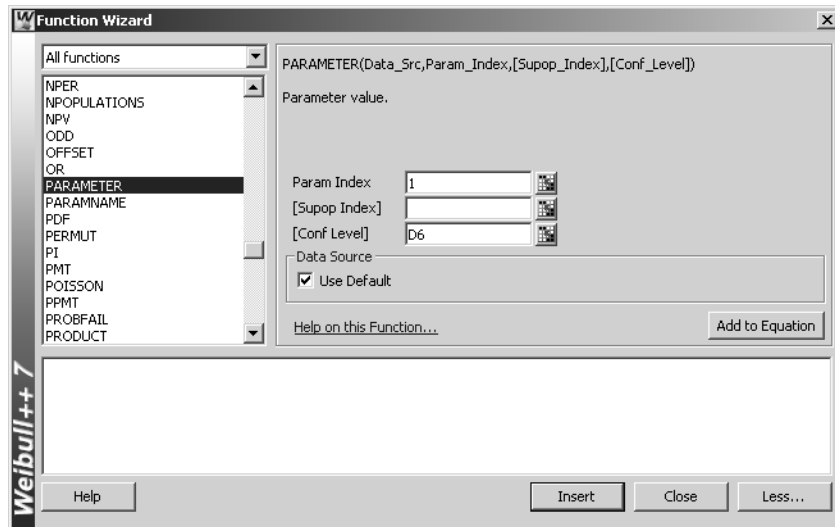 Function Wizard
All functions
NPER
NPOPULATIONS
NPV
ODD
OFFSET
OR
PARAMETER
PARAMNAME
PDF
PERMUT
PI
PMT
POISSON
PPMT
PROBFAIL
PRODUCT
PARAMETER(Data_Src,Param_Index,[Supop_Index],[Conf_Level])
Parameter value.
Param Index 1
[Supop Index]
[Conf Level] D6
Data Source
Use Default
Help on this Function...
Add to Equation
Weibull++ 7
Help
Insert
Close
Less...